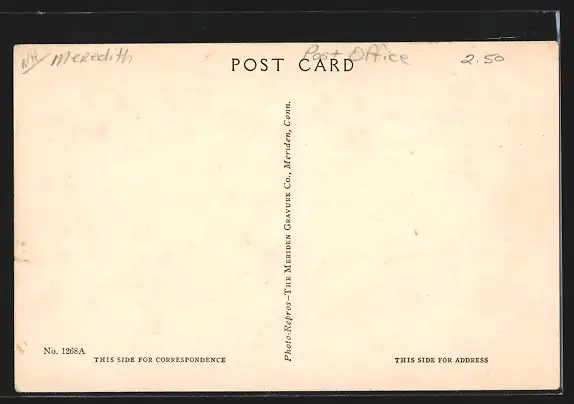 NH Meredith Post Office 2.50
POST CARD
Photo-Repros-THE MERIDEN GRAVURE CO., Meriden, Conn.
No. 1268A
THIS SIDE FOR CORRESPONDENCE THIS SIDE FOR ADDRESS